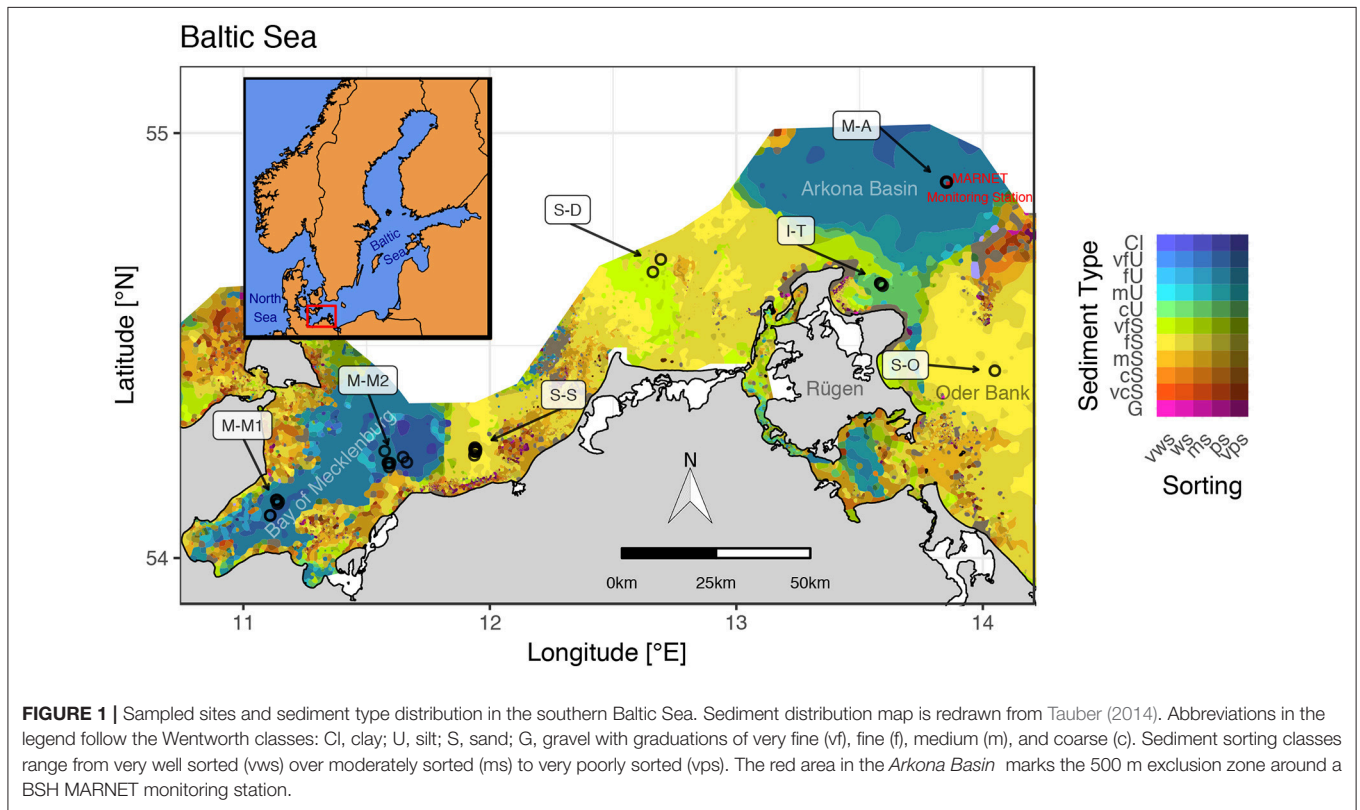 Baltic Sea
North
Sea
Baltic
Sea
M-A
MARNET
Monitoring Station
Arkona Basin
S-D
I-T
M-M2
S-S
S-O
Rügen
Oder Bank
M-M1
Bay of Mecklenburg
N
0km
25km
50km
55
54
Latitude [°N]
11
12
13
14
Longitude [°E]
Sediment Type
Cl
vfU
fU
mU
cU
vfS
fS
mS
cS
vcS
G
vws
ws
ms
ps
vps
Sorting
FIGURE 1 | Sampled sites and sediment type distribution in the southern Baltic Sea. Sediment distribution map is redrawn from Tauber (2014). Abbreviations in the
legend follow the Wentworth classes: Cl, clay; U, silt; S, sand; G, gravel with graduations of very fine (vf), fine (f), medium (m), and coarse (c). Sediment sorting classes
range from very well sorted (vws) over moderately sorted (ms) to very poorly sorted (vps). The red area in the Arkona Basin marks the 500 m exclusion zone around a
BSH MARNET monitoring station.